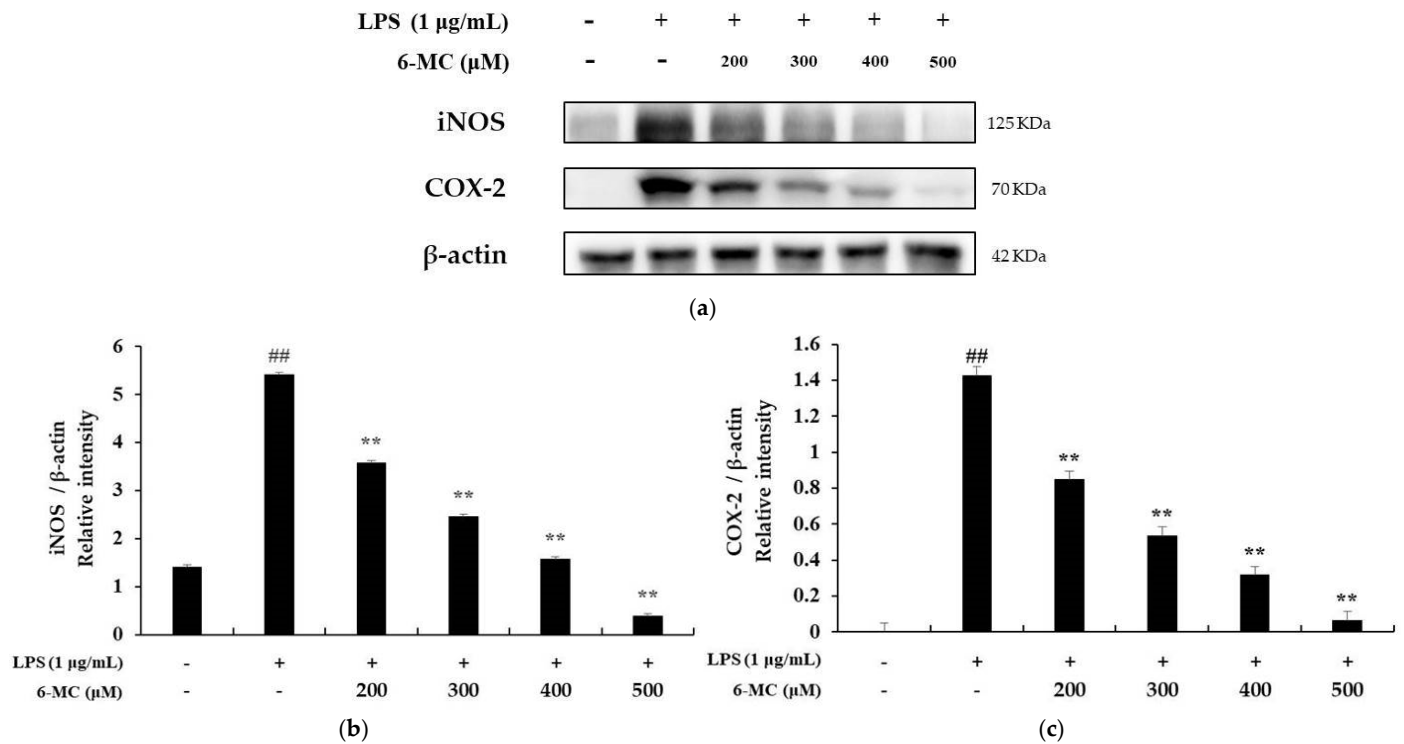 LPS (1 µg/mL) - + + + + +
6-MC (µM) - - 200 300 400 500
iNOS 125 KDa
COX-2 70 KDa
β-actin 42 KDa
(a)
6
5
4
3
2
1
0
iNOS / β-actin
Relative intensity
##
**
**
**
**
LPS (1 µg/mL) - + + + + +
6-MC (µM) - - 200 300 400 500
(b)
1.6
1.4
1.2
1
0.8
0.6
0.4
0.2
0
COX-2 / β-actin
Relative intensity
##
**
**
**
**
LPS (1 µg/mL) - + + + + +
6-MC (µM) - - 200 300 400 500
(c)